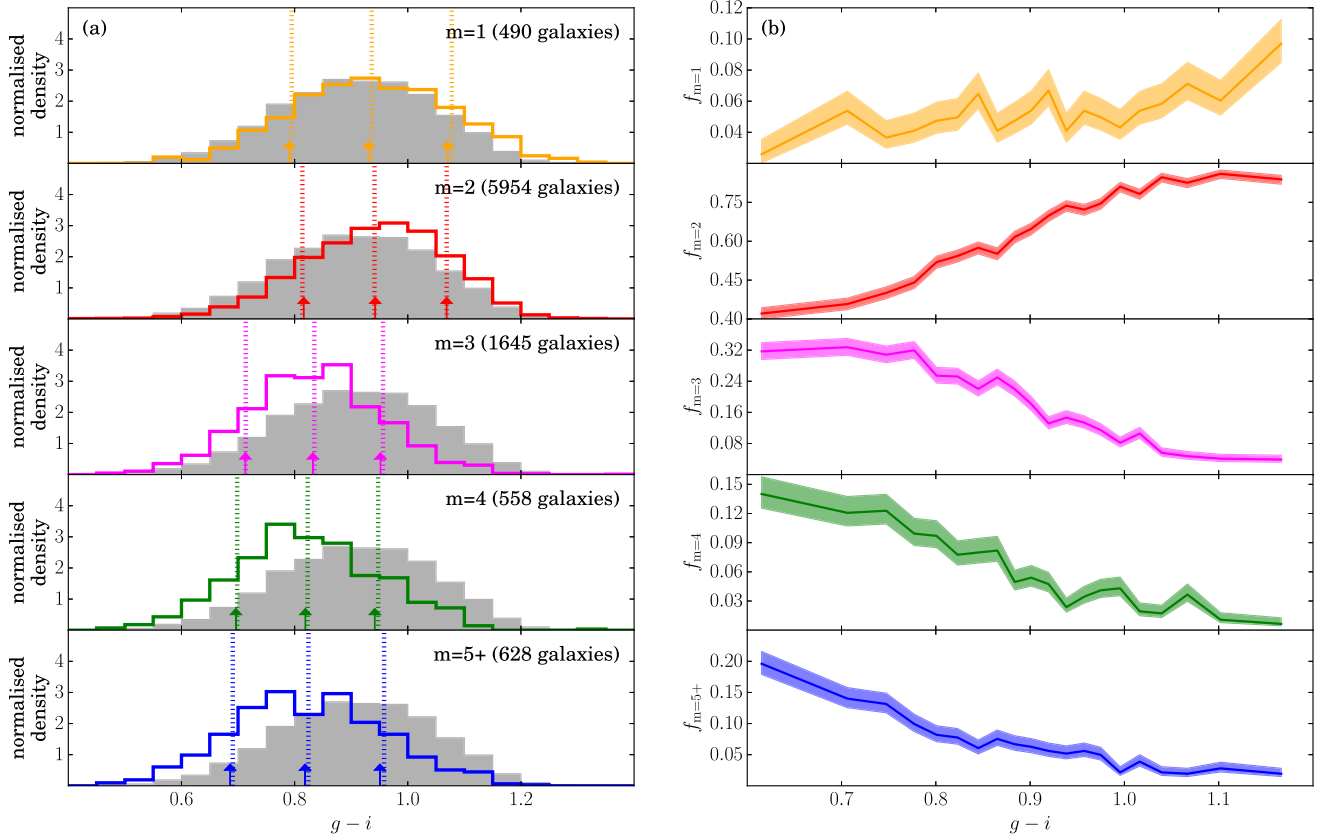 (a)
m=1 (490 galaxies)
normalised
density
4
3
2
1
m=2 (5954 galaxies)
normalised
density
4
3
2
1
m=3 (1645 galaxies)
normalised
density
4
3
2
1
m=4 (558 galaxies)
normalised
density
4
3
2
1
m=5+ (628 galaxies)
normalised
density
4
3
2
1
0.6 0.8 1.0 1.2
g − i
(b)
f_{m=1}
0.12
0.10
0.08
0.06
0.04
f_{m=2}
0.75
0.60
0.45
0.40
f_{m=3}
0.32
0.24
0.16
0.08
f_{m=4}
0.15
0.12
0.09
0.06
0.03
f_{m=5+}
0.20
0.15
0.10
0.05
0.7 0.8 0.9 1.0 1.1
g − i